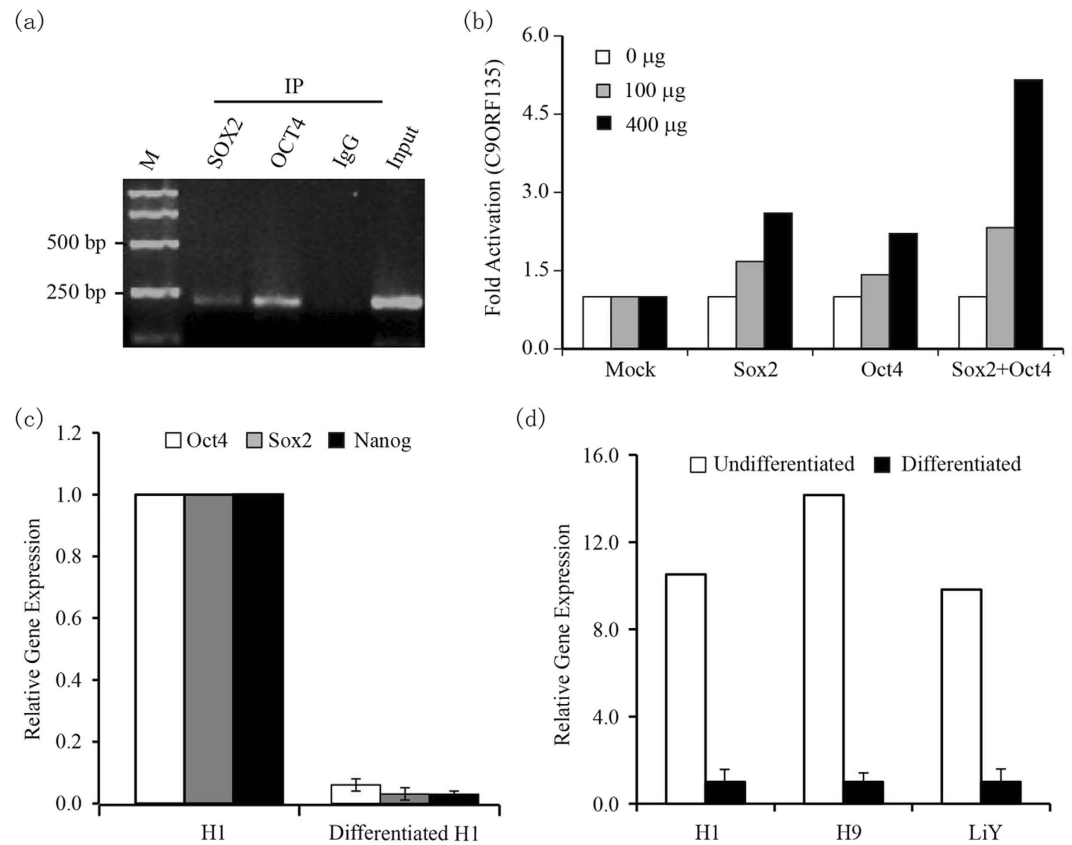 (a)
IP
M
SOX2
OCT4
IgG
Input
500 bp
250 bp
(b)
Fold Activation (C9ORF135)
6.0
4.5
3.0
1.5
0.0
0 µg
100 µg
400 µg
Mock
Sox2
Oct4
Sox2+Oct4
(c)
Relative Gene Expression
1.2
1.0
0.8
0.6
0.4
0.2
0.0
Oct4
Sox2
Nanog
H1
Differentiated H1
(d)
Relative Gene Expression
16.0
12.0
8.0
4.0
0.0
Undifferentiated
Differentiated
H1
H9
LiY